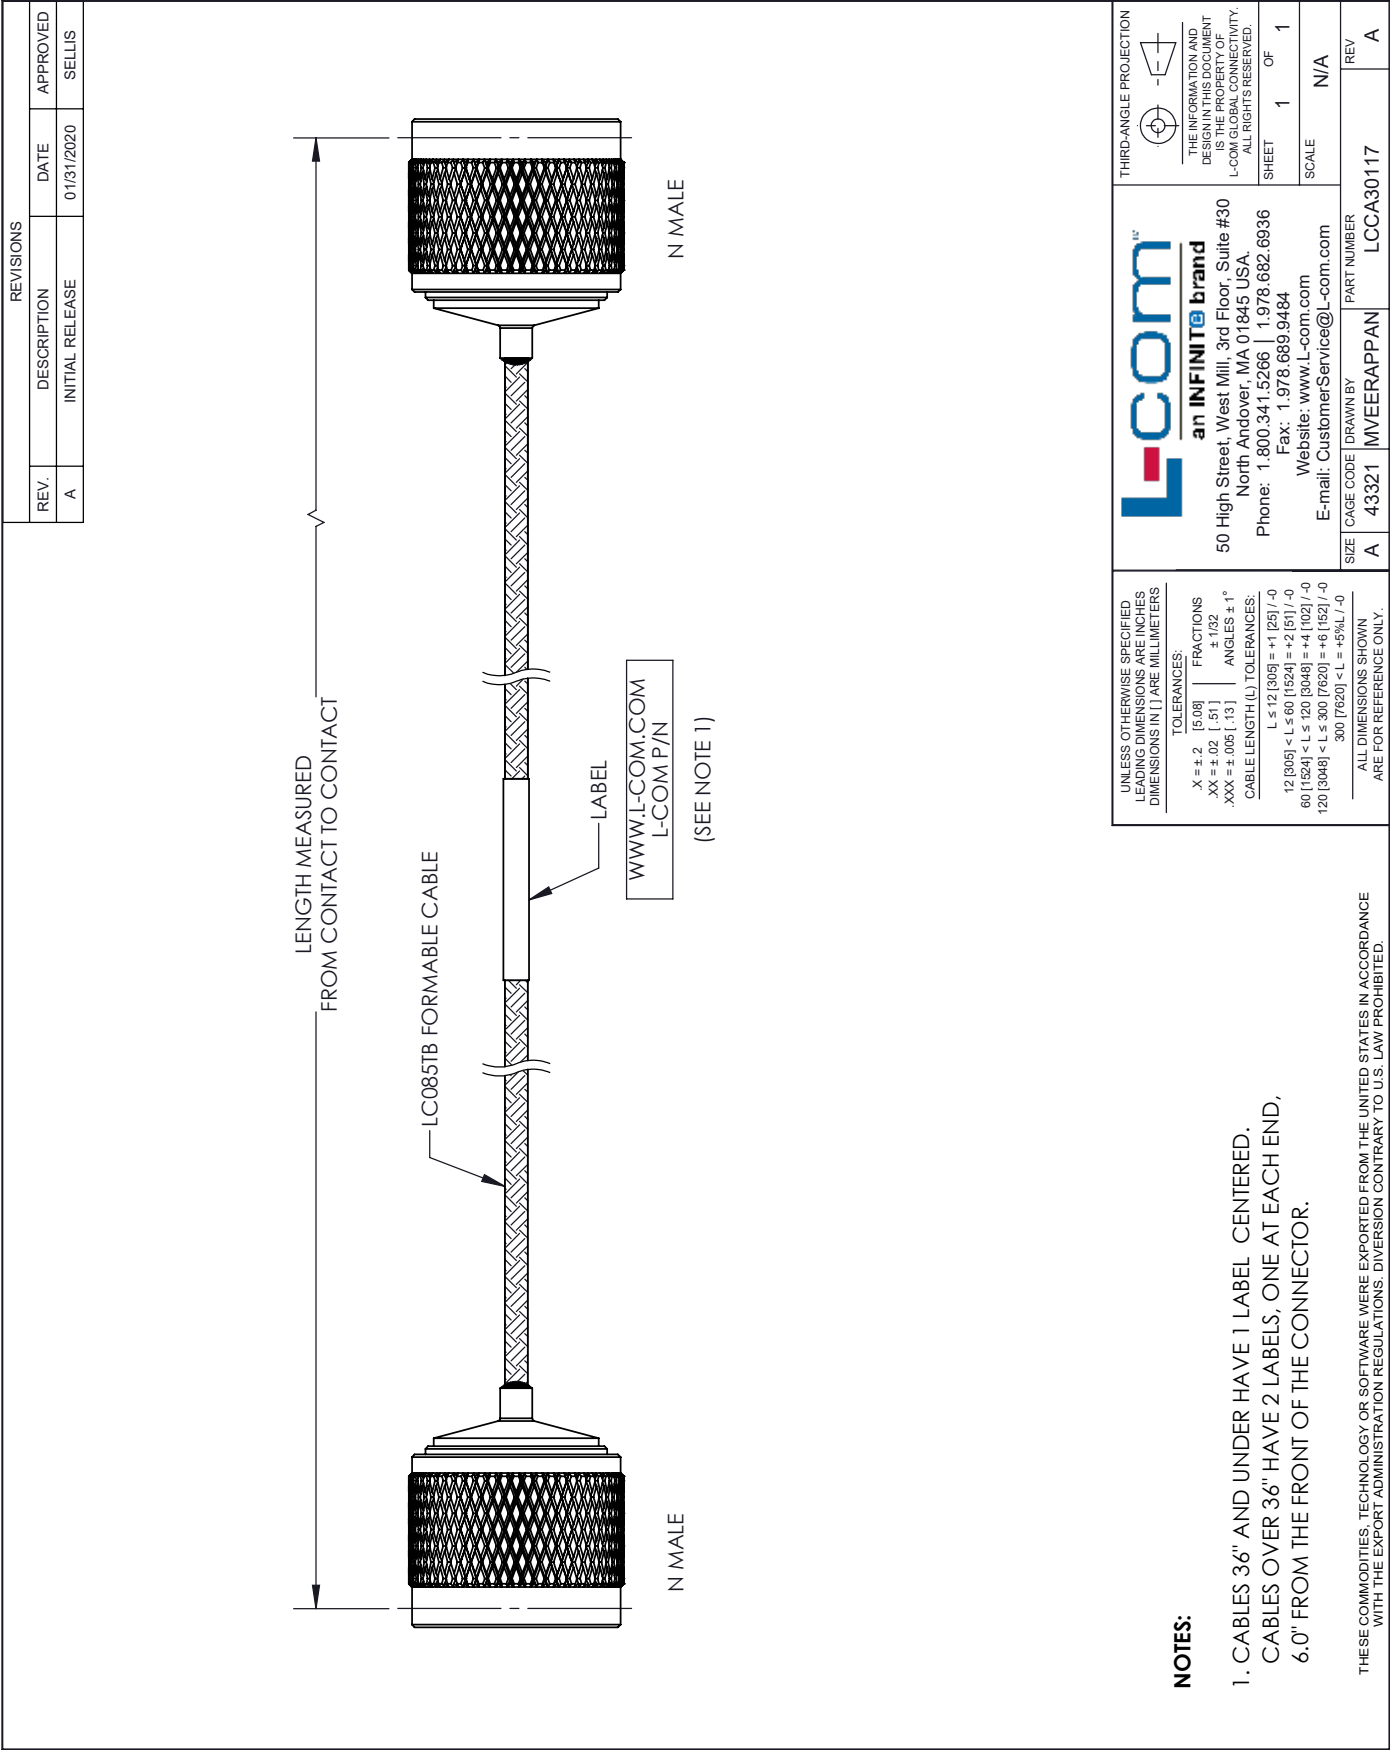 REVISIONS
REV. DESCRIPTION DATE APPROVED
A INITIAL RELEASE 01/31/2020 SELLIS
LENGTH MEASURED
FROM CONTACT TO CONTACT
LC085TB FORMABLE CABLE
N MALE
N MALE
LABEL
WWW.L-COM.COM
L-COM P/N
(SEE NOTE 1)
NOTES:
1. CABLES 36" AND UNDER HAVE 1 LABEL CENTERED.
CABLES OVER 36" HAVE 2 LABELS, ONE AT EACH END,
6.0" FROM THE FRONT OF THE CONNECTOR.
THESE COMMODITIES, TECHNOLOGY OR SOFTWARE WERE EXPORTED FROM THE UNITED STATES IN ACCORDANCE
WITH THE EXPORT ADMINISTRATION REGULATIONS. DIVERSION CONTRARY TO U.S. LAW PROHIBITED.
UNLESS OTHERWISE SPECIFIED
LEADING DIMENSIONS ARE INCHES
DIMENSIONS IN [ ] ARE MILLIMETERS
TOLERANCES:
.X = ± .2 [5.08] FRACTIONS
.XX = ± .02 [ .51 ] ± 1/32
.XXX = ± .005 [ .13 ] ANGLES ± 1°
CABLE LENGTH (L) TOLERANCES:
L ≤ 12 [305] = +1 [25] / -0
12 [305] < L ≤ 60 [1524] = +2 [51] / -0
60 [1524] < L ≤ 120 [3048] = +4 [102] / -0
120 [3048] < L ≤ 300 [7620] = +6 [152] / -0
300 [7620] < L = +5%L / -0
ALL DIMENSIONS SHOWN
ARE FOR REFERENCE ONLY.
L-com
an INFINIT@ brand
50 High Street, West Mill, 3rd Floor, Suite #30
North Andover, MA 01845 USA.
Phone: 1.800.341.5266 | 1.978.682.6936
Fax: 1.978.689.9484
Website: www.L-com.com
E-mail: CustomerService@L-com.com
THIRD-ANGLE PROJECTION
THE INFORMATION AND
DESIGN IN THIS DOCUMENT
IS THE PROPERTY OF
L-COM GLOBAL CONNECTIVITY.
ALL RIGHTS RESERVED.
SHEET 1 OF 1
SCALE N/A
SIZE A
CAGE CODE 43321
DRAWN BY MVEERAPPAN
PART NUMBER LCCA30117
REV A